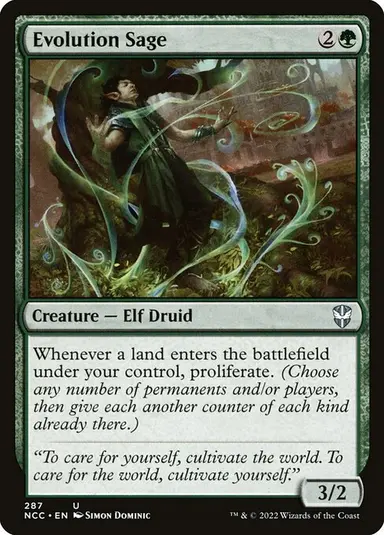 Evolution Sage 2
Creature — Elf Druid
Whenever a land enters the battlefield
under your control, proliferate. (Choose
any number of permanents and/or players,
then give each another counter of each kind
already there.)
“To care for yourself, cultivate the world. To
care for the world, cultivate yourself.”
3/2
287 U
NCC • EN SIMON DOMINIC
™ & © 2022 Wizards of the Coast